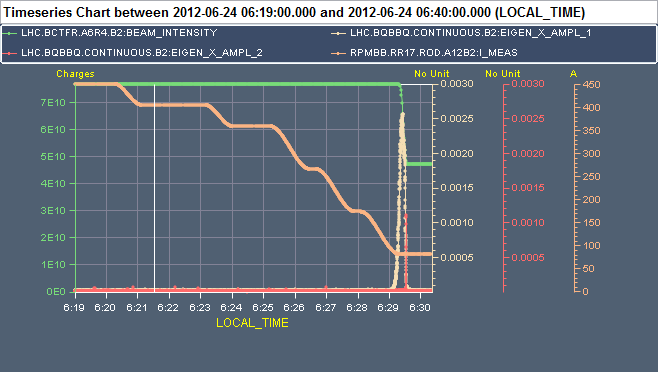 Timeseries Chart between 2012-06-24 06:19:00.000 and 2012-06-24 06:40:00.000 (LOCAL_TIME)
LHC.BCTFR.A6R4.B2:BEAM_INTENSITY LHC.BQBBQ.CONTINUOUS.B2:EIGEN_X_AMPL_1
LHC.BQBBQ.CONTINUOUS.B2:EIGEN_X_AMPL_2 RPMBB.RR17.ROD.A12B2:I_MEAS
Charges No Unit No Unit A
7E10 0.0030 0.0030 450
6E10 0.0025 0.0025 400
5E10 0.0020 0.0020 350
4E10 0.0015 0.0015 300
3E10 0.0010 0.0010 250
2E10 0.0005 0.0005 200
1E10 150
0E0 100
50
0
6:19 6:20 6:21 6:22 6:23 6:24 6:25 6:26 6:27 6:28 6:29 6:30
LOCAL_TIME